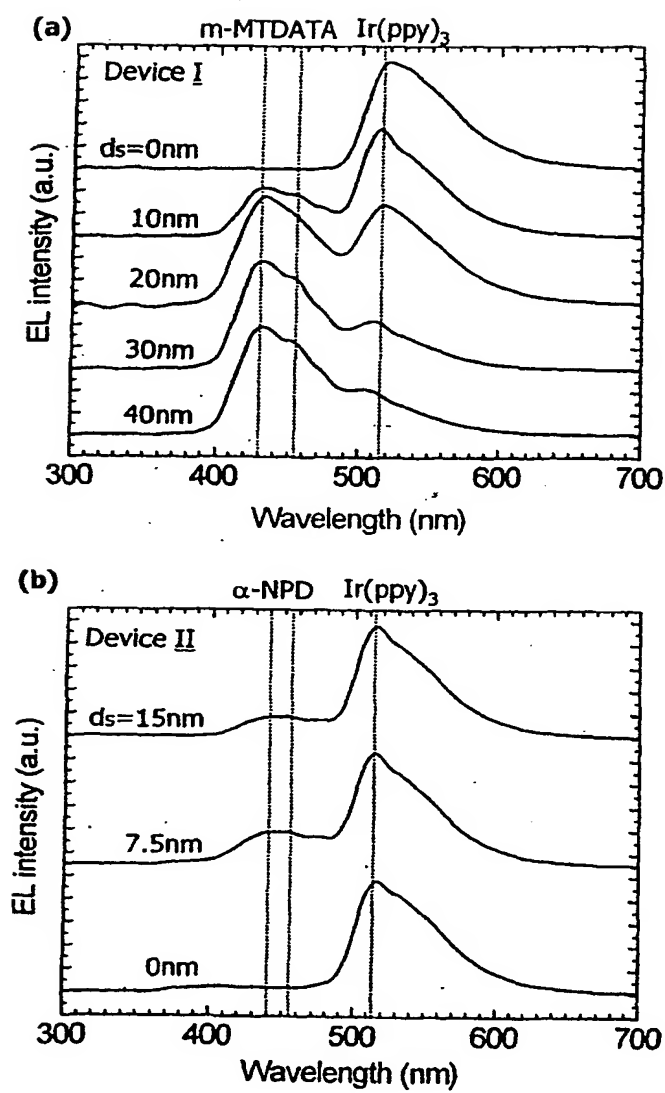 (a)
m-MTDATA Ir(ppy)3
Device I
ds=0nm
10nm
20nm
30nm
40nm
EL intensity (a.u.)
300 400 500 600 700
Wavelength (nm)
(b)
α-NPD Ir(ppy)3
Device II
ds=15nm
7.5nm
0nm
EL intensity (a.u.)
300 400 500 600 700
Wavelength (nm)